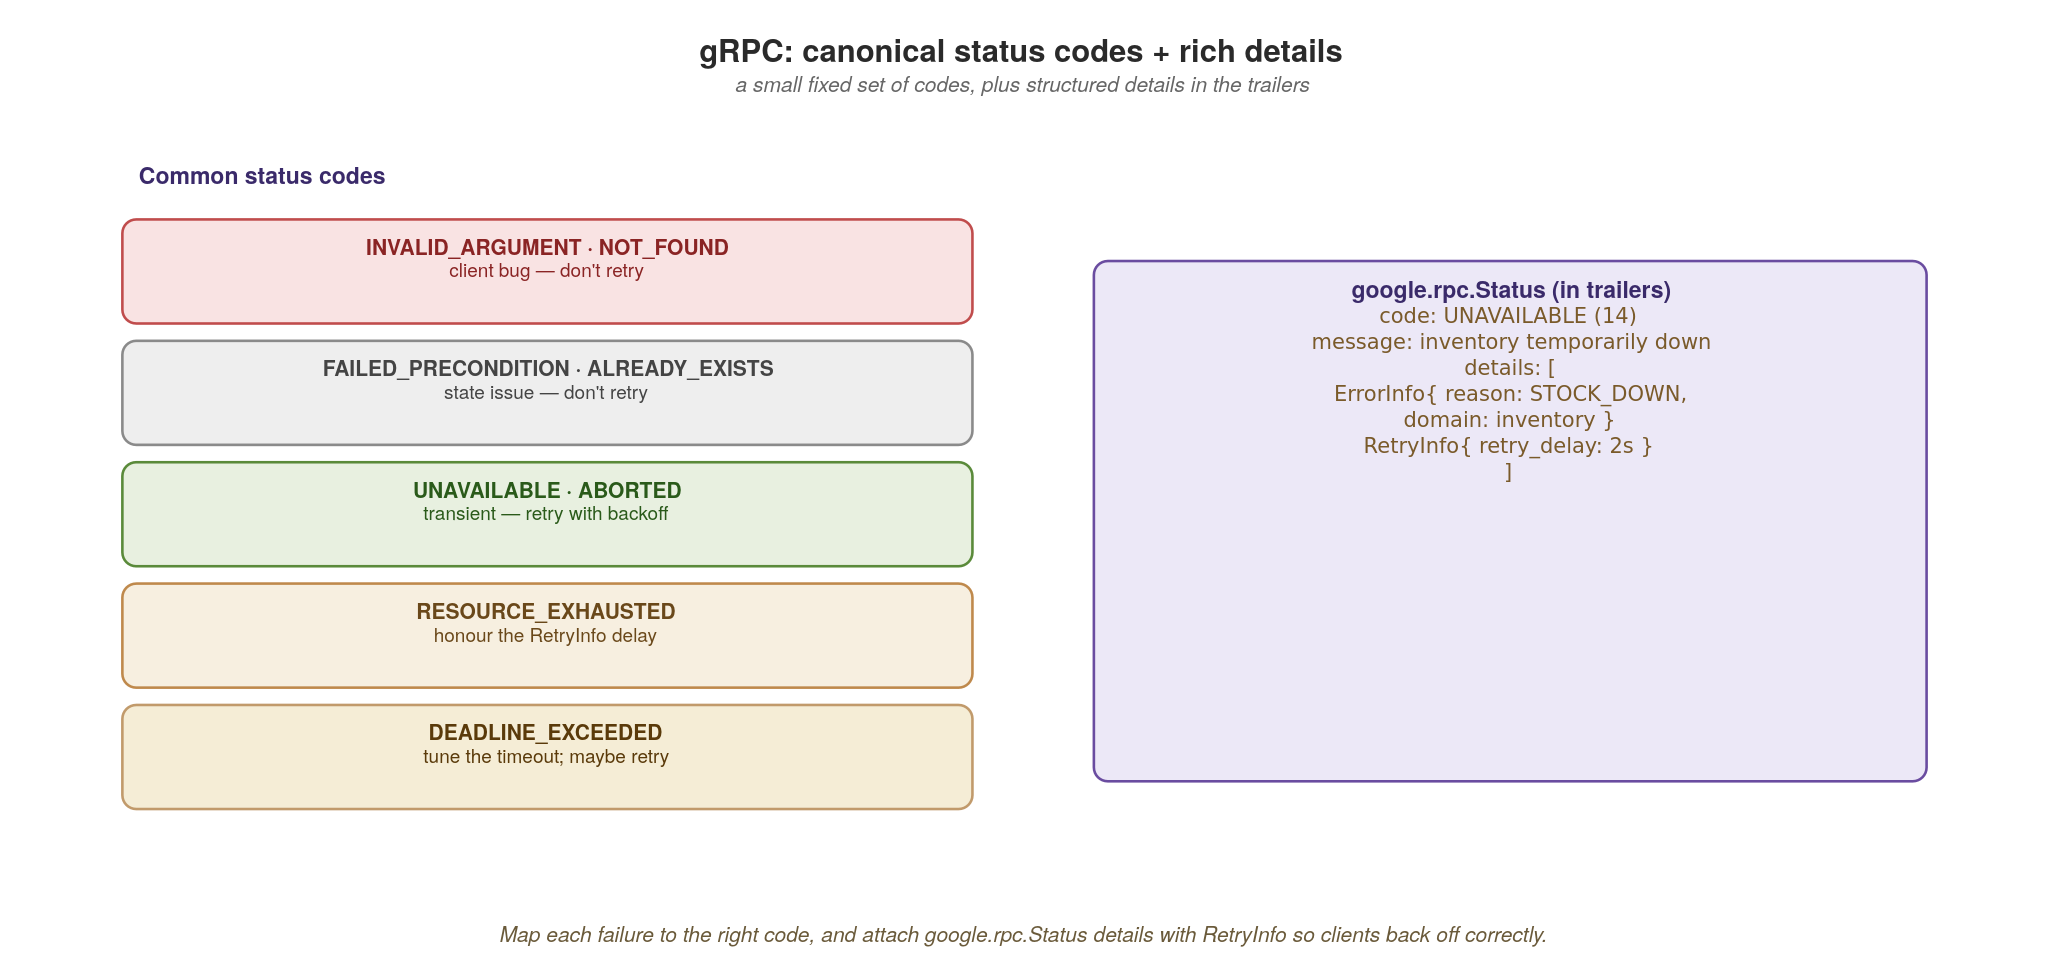 gRPC: canonical status codes + rich details
a small fixed set of codes, plus structured details in the trailers
Common status codes
INVALID_ARGUMENT · NOT_FOUND
client bug — don't retry
FAILED_PRECONDITION · ALREADY_EXISTS
state issue — don't retry
UNAVAILABLE · ABORTED
transient — retry with backoff
RESOURCE_EXHAUSTED
honour the RetryInfo delay
DEADLINE_EXCEEDED
tune the timeout; maybe retry
google.rpc.Status (in trailers)
code: UNAVAILABLE (14)
message: inventory temporarily down
details: [
ErrorInfo{ reason: STOCK_DOWN,
domain: inventory }
RetryInfo{ retry_delay: 2s }
]
Map each failure to the right code, and attach google.rpc.Status details with RetryInfo so clients back off correctly.